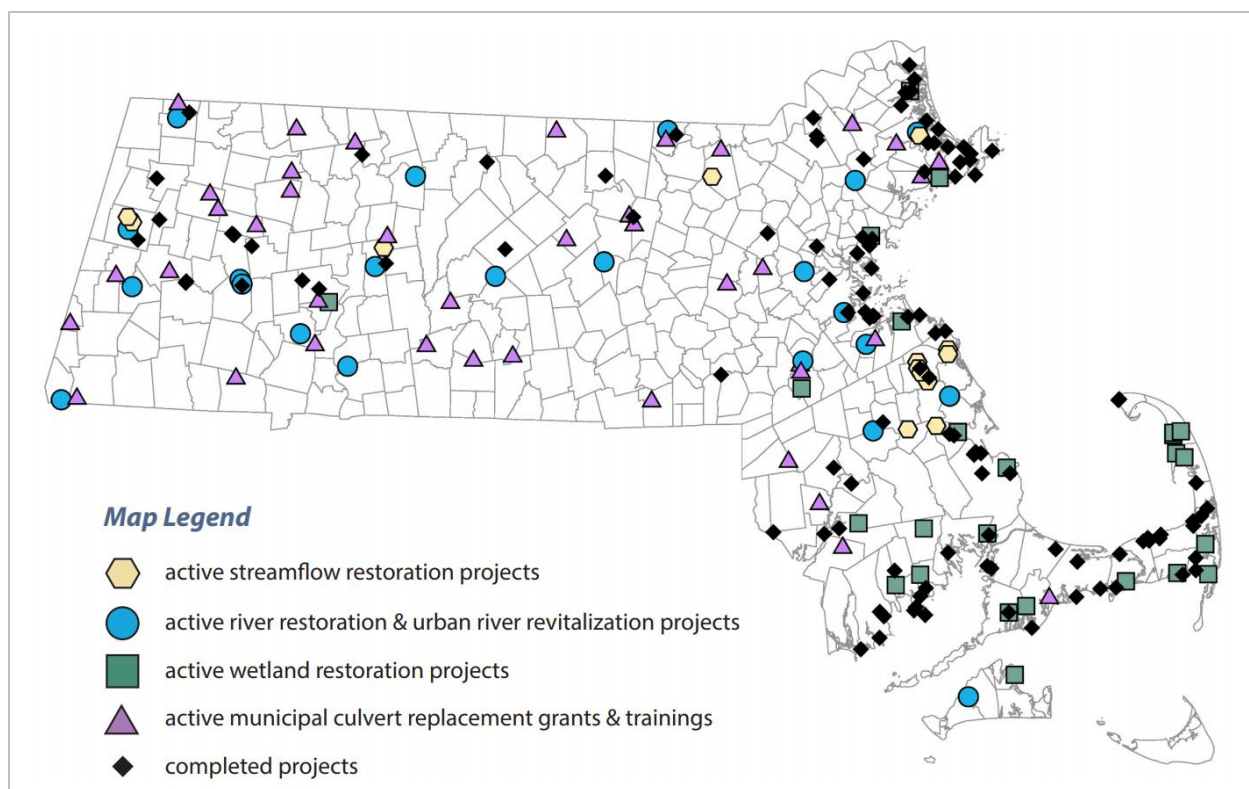 Map Legend
active streamflow restoration projects
active river restoration & urban river revitalization projects
active wetland restoration projects
active municipal culvert replacement grants & trainings
completed projects